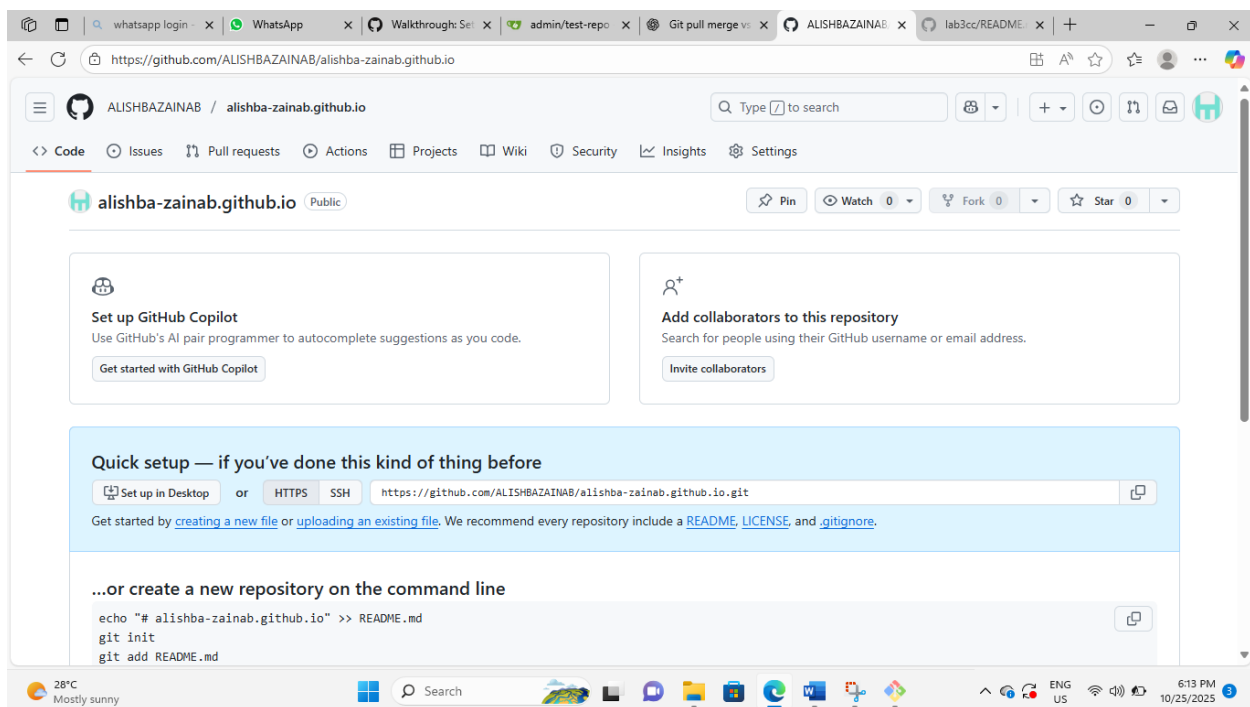 whatsapp login -
WhatsApp
Walkthrough: Set
admin/test-repo
Git pull merge vs
ALISHBAZAINAB/
lab3cc/README.
https://github.com/ALISHBAZAINAB/alishba-zainab.github.io
ALISHBAZAINAB / alishba-zainab.github.io
Type / to search
<> Code Issues Pull requests Actions Projects Wiki Security Insights Settings
alishba-zainab.github.io Public
Pin Watch 0 Fork 0 Star 0
Set up GitHub Copilot
Use GitHub's AI pair programmer to autocomplete suggestions as you code.
Get started with GitHub Copilot
Add collaborators to this repository
Search for people using their GitHub username or email address.
Invite collaborators
Quick setup — if you've done this kind of thing before
Set up in Desktop or HTTPS SSH https://github.com/ALISHBAZAINAB/alishba-zainab.github.io.git
Get started by creating a new file or uploading an existing file. We recommend every repository include a README, LICENSE, and .gitignore.
…or create a new repository on the command line
echo "# alishba-zainab.github.io" >> README.md
git init
git add README.md
28°C
Mostly sunny
Search
ENG
US
6:13 PM
10/25/2025
3